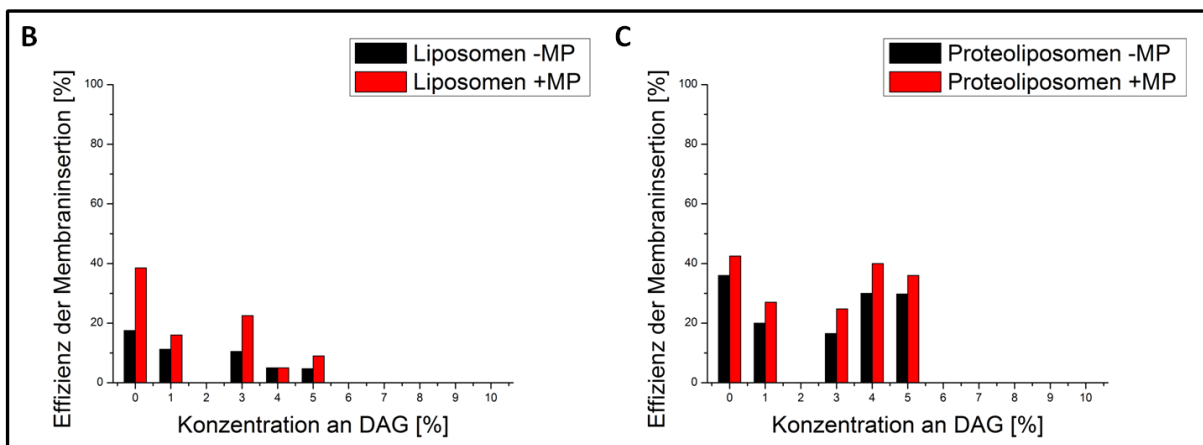 B
Liposomen -MP
Liposomen +MP
Effizienz der Membraninsertion [%]
100
80
60
40
20
0
0 1 2 3 4 5 6 7 8 9 10
Konzentration an DAG [%]
C
Proteoliposomen -MP
Proteoliposomen +MP
Effizienz der Membraninsertion [%]
100
80
60
40
20
0
0 1 2 3 4 5 6 7 8 9 10
Konzentration an DAG [%]